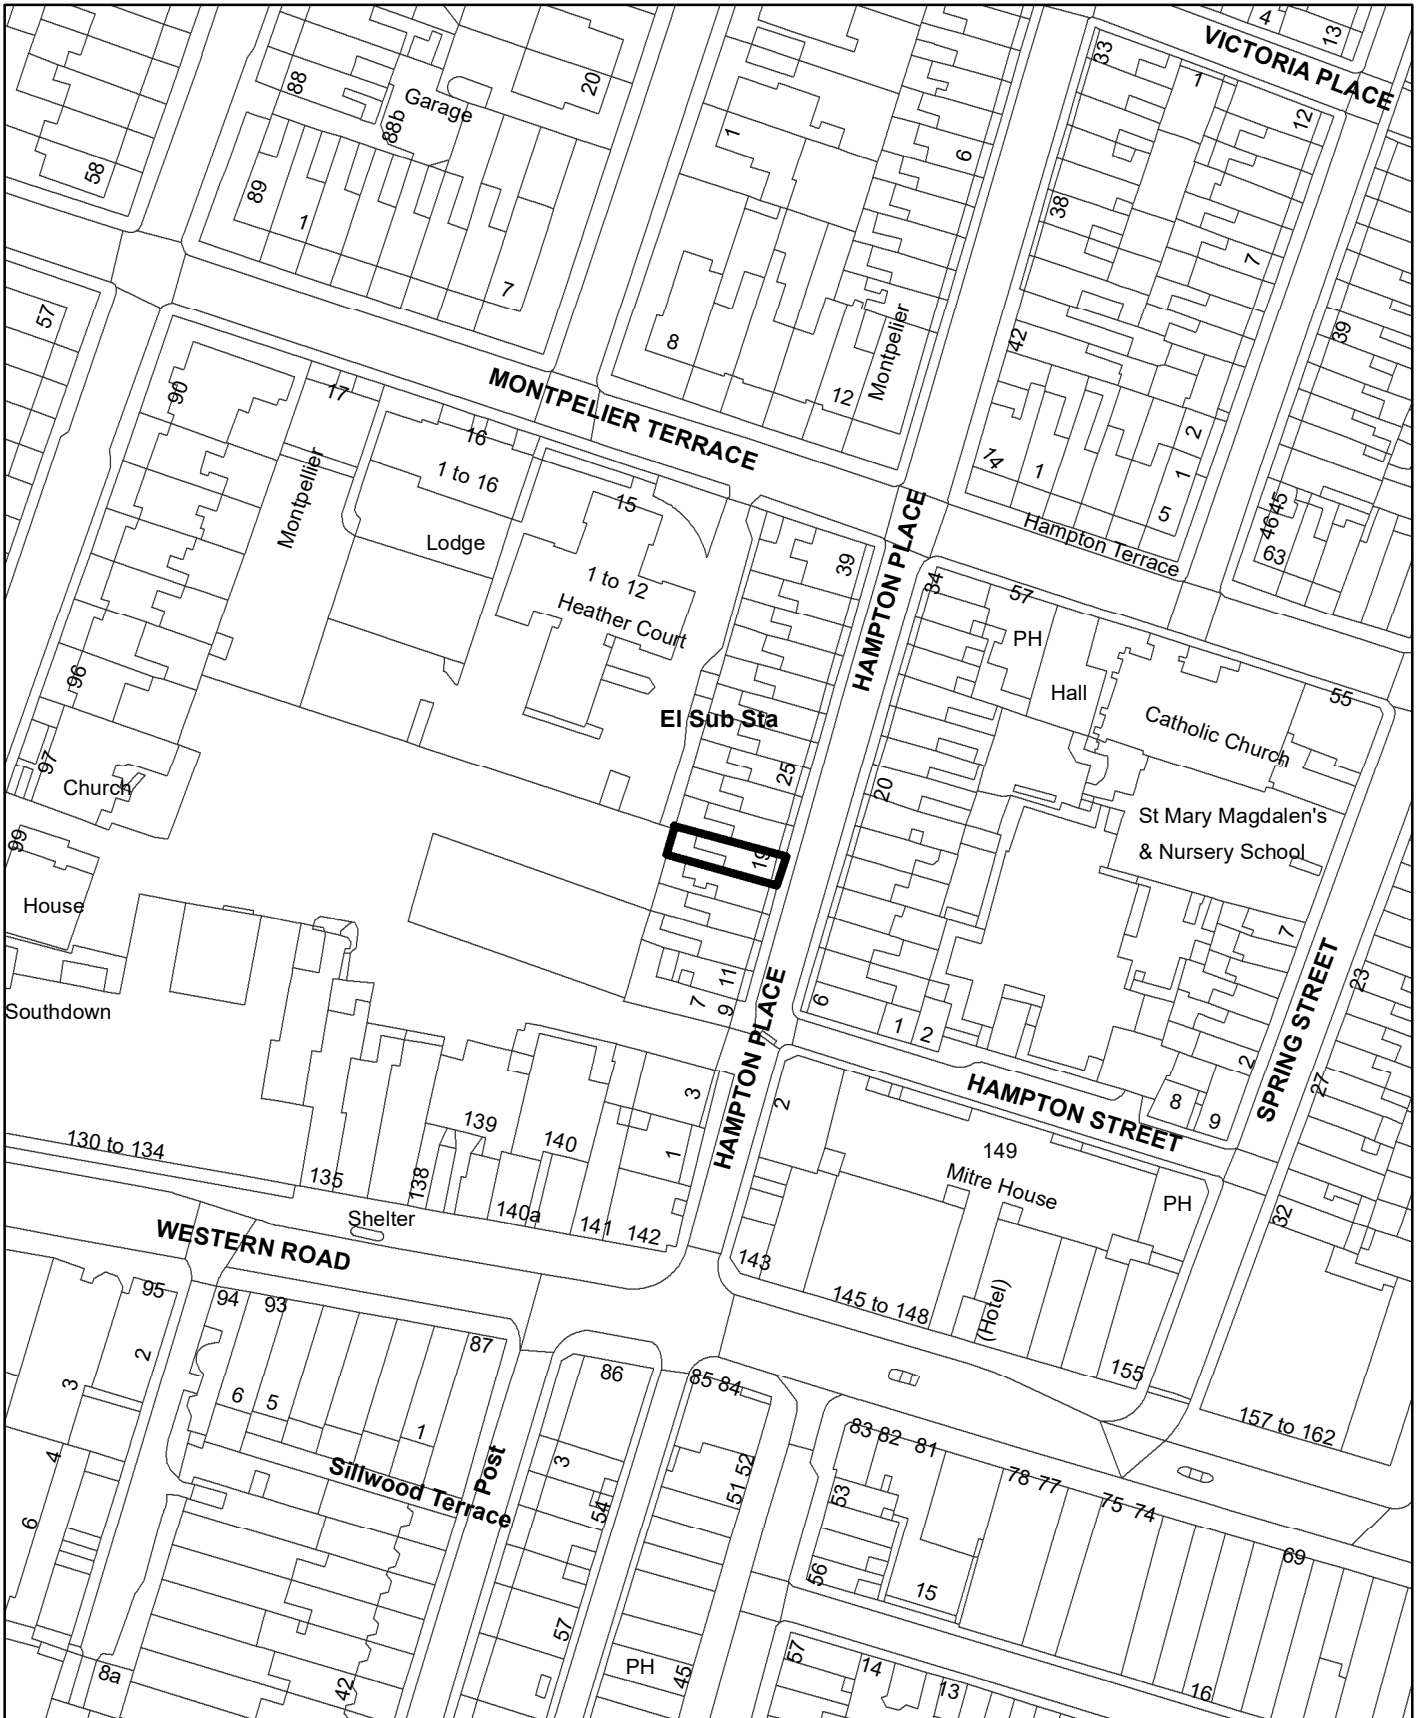 4
13
VICTORIA PLACE
33
1
12
88
20
Garage
88b
1
6
58
89
1
38
7
7
57
8
42
39
Montpelier
12
90
17
MONTPELIER TERRACE
16
1 to 16
2
14
1
1
5
Montpellier
15
45
46
63
Lodge
HAMPTON PLACE
Hampton Terrace
39
1 to 12
Heather Court
34
57
PH
Hall
55
96
El Sub Sta
Catholic Church
97
Church
25
20
St Mary Magdalen's
& Nursery School
99
19
House
7
23
11
7
9
6
1
2
Southdown
HAMPTON PLACE
SPRING STREET
2
27
3
2
HAMPTON STREET
8
9
139
140
149
130 to 134
1
135
138
Mitre House
PH
140a
141
142
Shelter
32
WESTERN ROAD
143
95
94
93
145 to 148
(Hotel)
87
2
86
85 84
155
3
6
5
1
157 to 162
83 82
81
4
3
52
51
78 77
Sillwood Terrace
Post
53
75
74
54
6
69
56
15
57
57
PH
45
14
13
16
8a
42